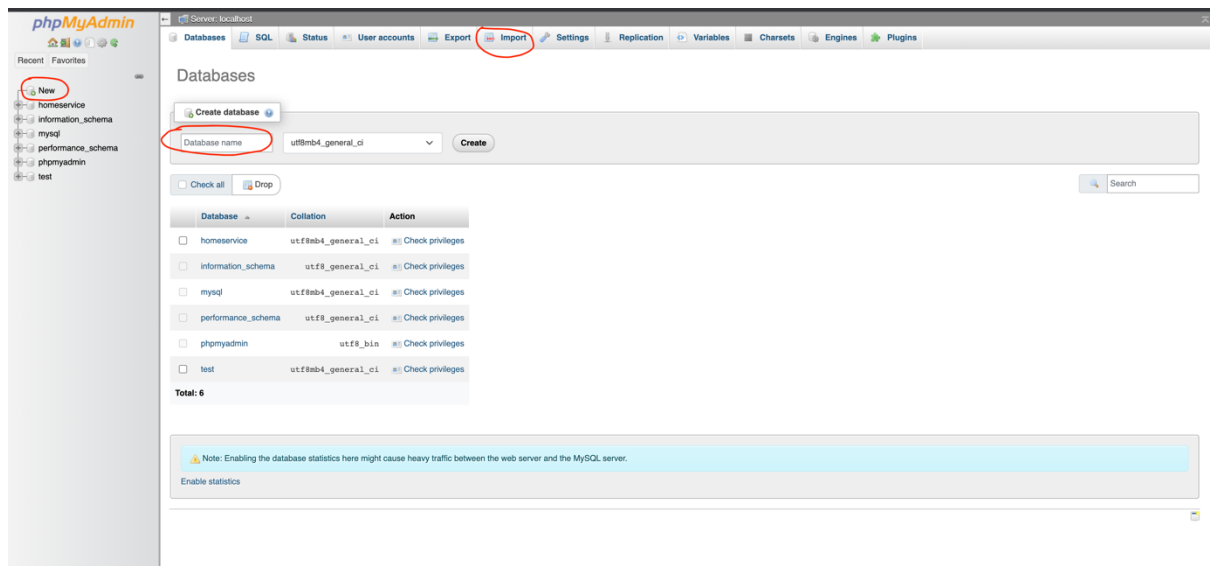 phpMyAdmin
Recent Favorites
New
homeservice
information_schema
mysql
performance_schema
phpmyadmin
test
Server: localhost
Databases SQL Status User accounts Export Import Settings Replication Variables Charsets Engines Plugins
Databases
Create database
Database name utf8mb4_general_ci Create
Check all Drop Search
Database Collation Action
homeservice utf8mb4_general_ci Check privileges
information_schema utf8_general_ci Check privileges
mysql utf8mb4_general_ci Check privileges
performance_schema utf8_general_ci Check privileges
phpmyadmin utf8_bin Check privileges
test utf8mb4_general_ci Check privileges
Total: 6
Note: Enabling the database statistics here might cause heavy traffic between the web server and the MySQL server.
Enable statistics